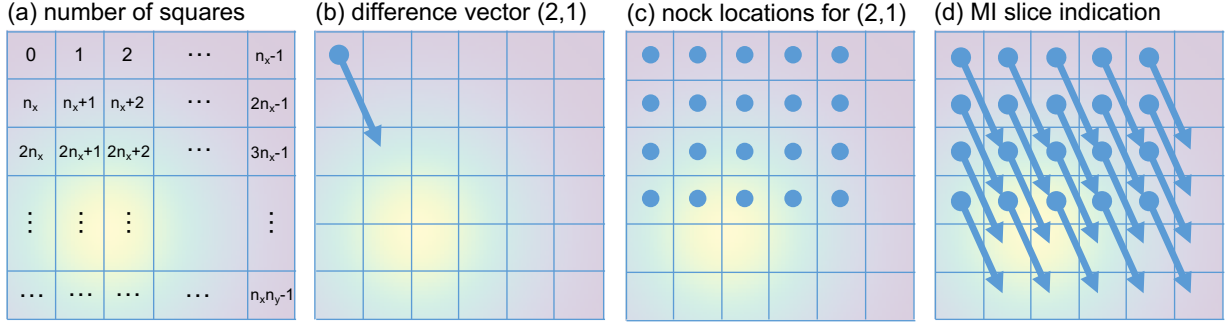 (a) number of squares (b) difference vector (2,1) (c) nock locations for (2,1) (d) MI slice indication
0 1 2 ⋯ nₓ-1
nₓ nₓ+1 nₓ+2 ⋯ 2nₓ-1
2nₓ 2nₓ+1 2nₓ+2 ⋯ 3nₓ-1
⋮ ⋮ ⋮ ⋮
⋯ ⋯ ⋯ ⋯ nₓnᵧ-1